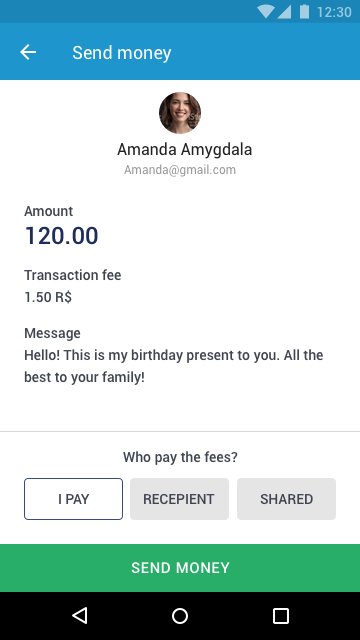 12:30
Send money
Amanda Amygdala
Amanda@gmail.com
Amount
120.00
Transaction fee
1.50 R$
Message
Hello! This is my birthday present to you. All the
best to your family!
Who pay the fees?
I PAY
RECEPIENT
SHARED
SEND MONEY